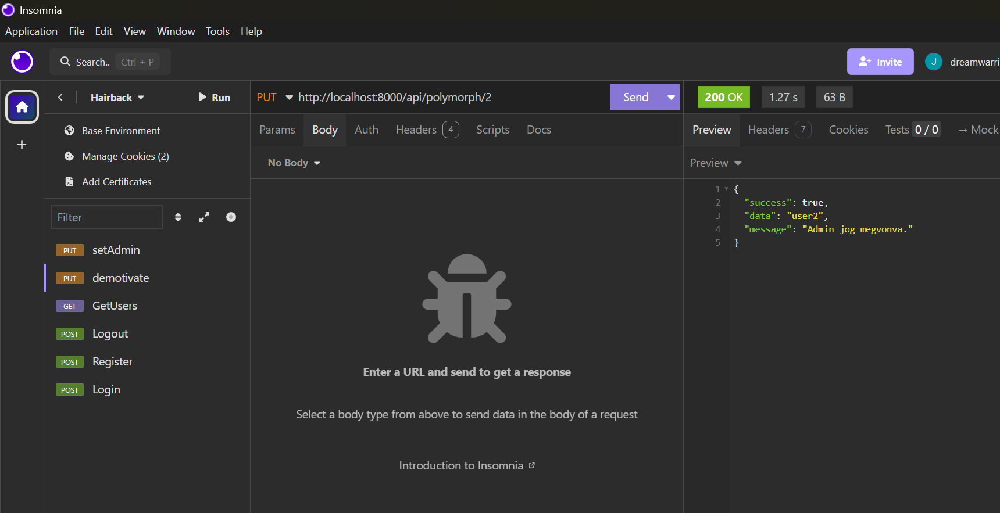 Insomnia
Application File Edit View Window Tools Help
Search.. Ctrl + P
Invite
J
dreamwarri
Hairback
Run
Base Environment
Manage Cookies (2)
Add Certificates
Filter
PUT setAdmin
PUT demotivate
GET GetUsers
POST Logout
POST Register
POST Login
PUT http://localhost:8000/api/polymorph/2 Send
Params Body Auth Headers 4 Scripts Docs
No Body
Enter a URL and send to get a response
Select a body type from above to send data in the body of a request
Introduction to Insomnia
200 OK 1.27 s 63 B
Preview Headers 7 Cookies Tests 0 / 0 → Mock
Preview
1 {
2 "success": true,
3 "data": "user2",
4 "message": "Admin jog megvonva."
5 }